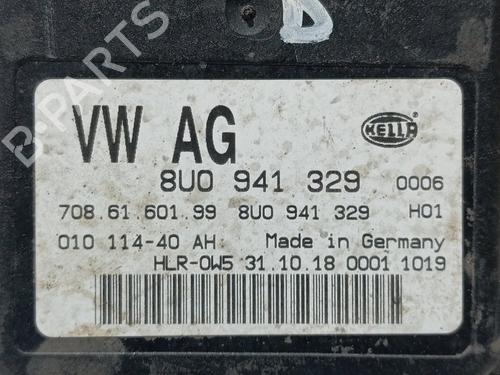 B-PARTS
B
VW AG
HELLA
8U0 941 329 0006
708.61.601.99 8U0 941 329 H01
010 114-40 AH: Made in Germany
HLR-0W5 31.10.18 0001 1019